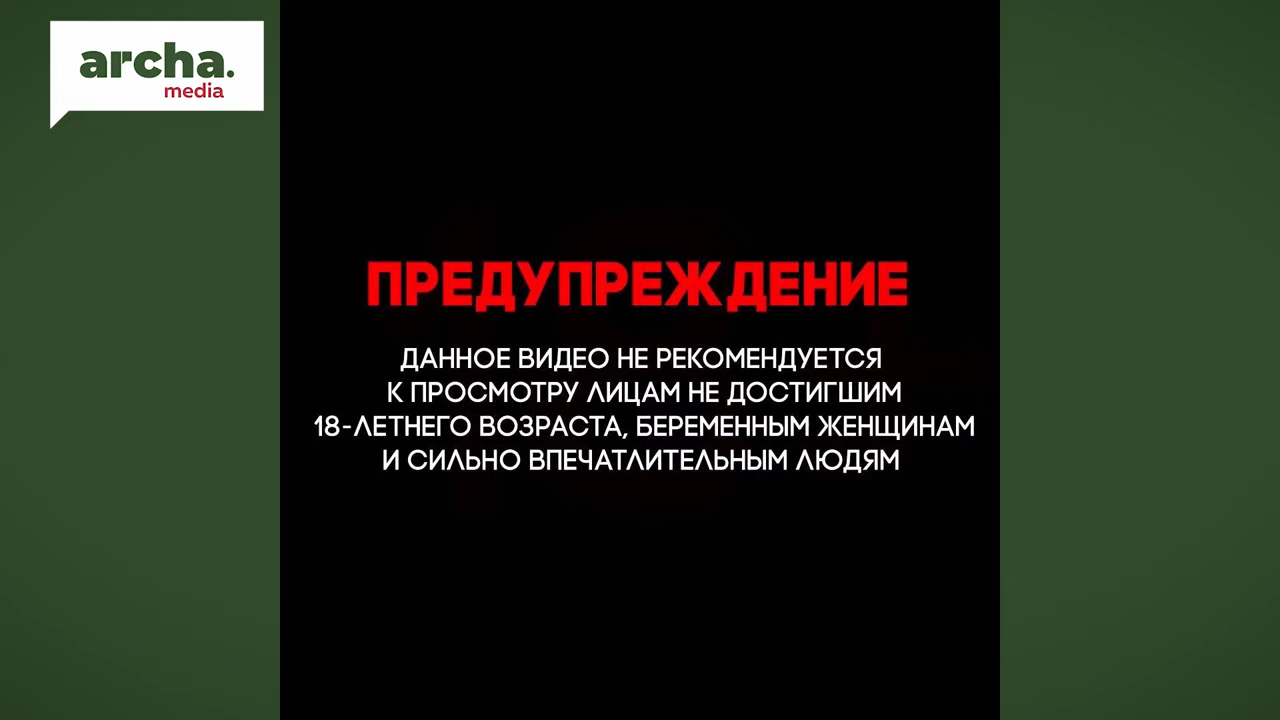 archa.
media
ПРЕДУПРЕЖДЕНИЕ
ДАННОЕ ВИДЕО НЕ РЕКОМЕНДУЕТСЯ
К ПРОСМОТРУ ЛИЦАМ НЕ ДОСТИГШИМ
18-ЛЕТНЕГО ВОЗРАСТА, БЕРЕМЕННЫМ ЖЕНЩИНАМ
И СИЛЬНО ВПЕЧАТЛИТЕЛЬНЫМ ЛЮДЯМ